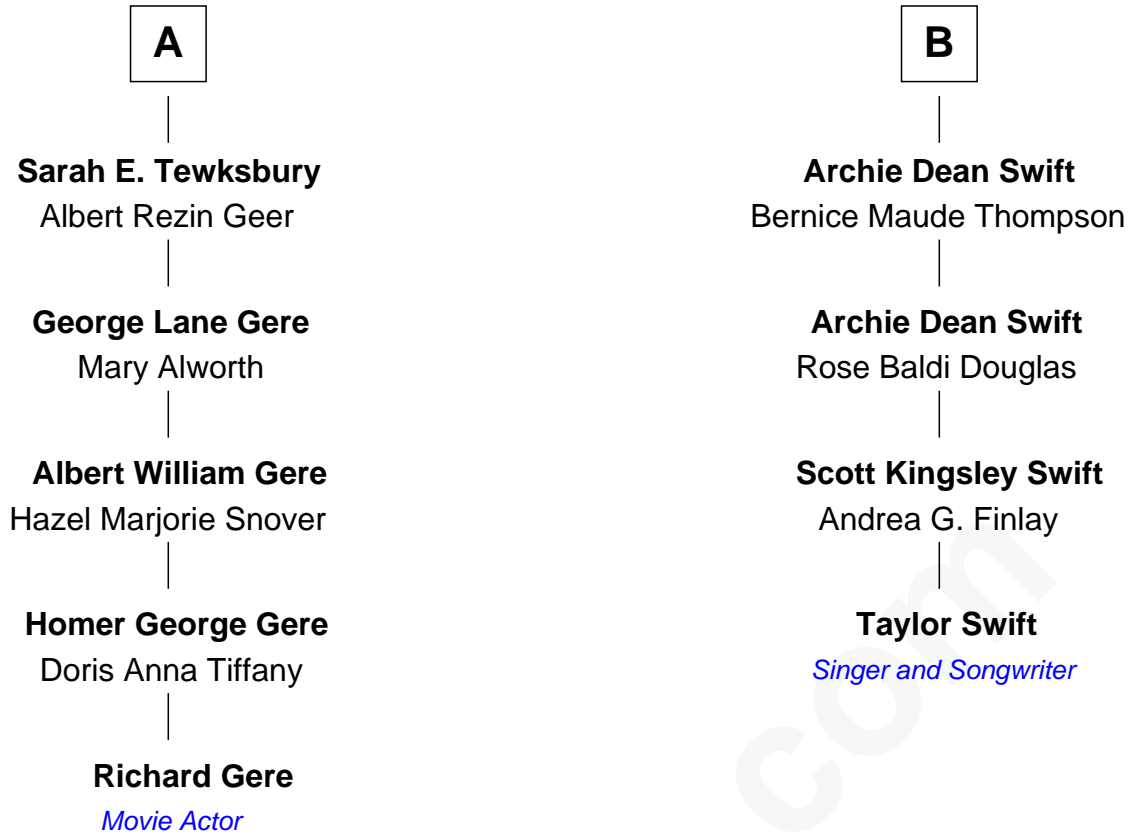 A
Sarah E. Tewksbury
Albert Rezin Geer
George Lane Gere
Mary Alworth
Albert William Gere
Hazel Marjorie Snover
Homer George Gere
Doris Anna Tiffany
Richard Gere
Movie Actor
B
Archie Dean Swift
Bernice Maude Thompson
Archie Dean Swift
Rose Baldi Douglas
Scott Kingsley Swift
Andrea G. Finlay
Taylor Swift
Singer and Songwriter
com